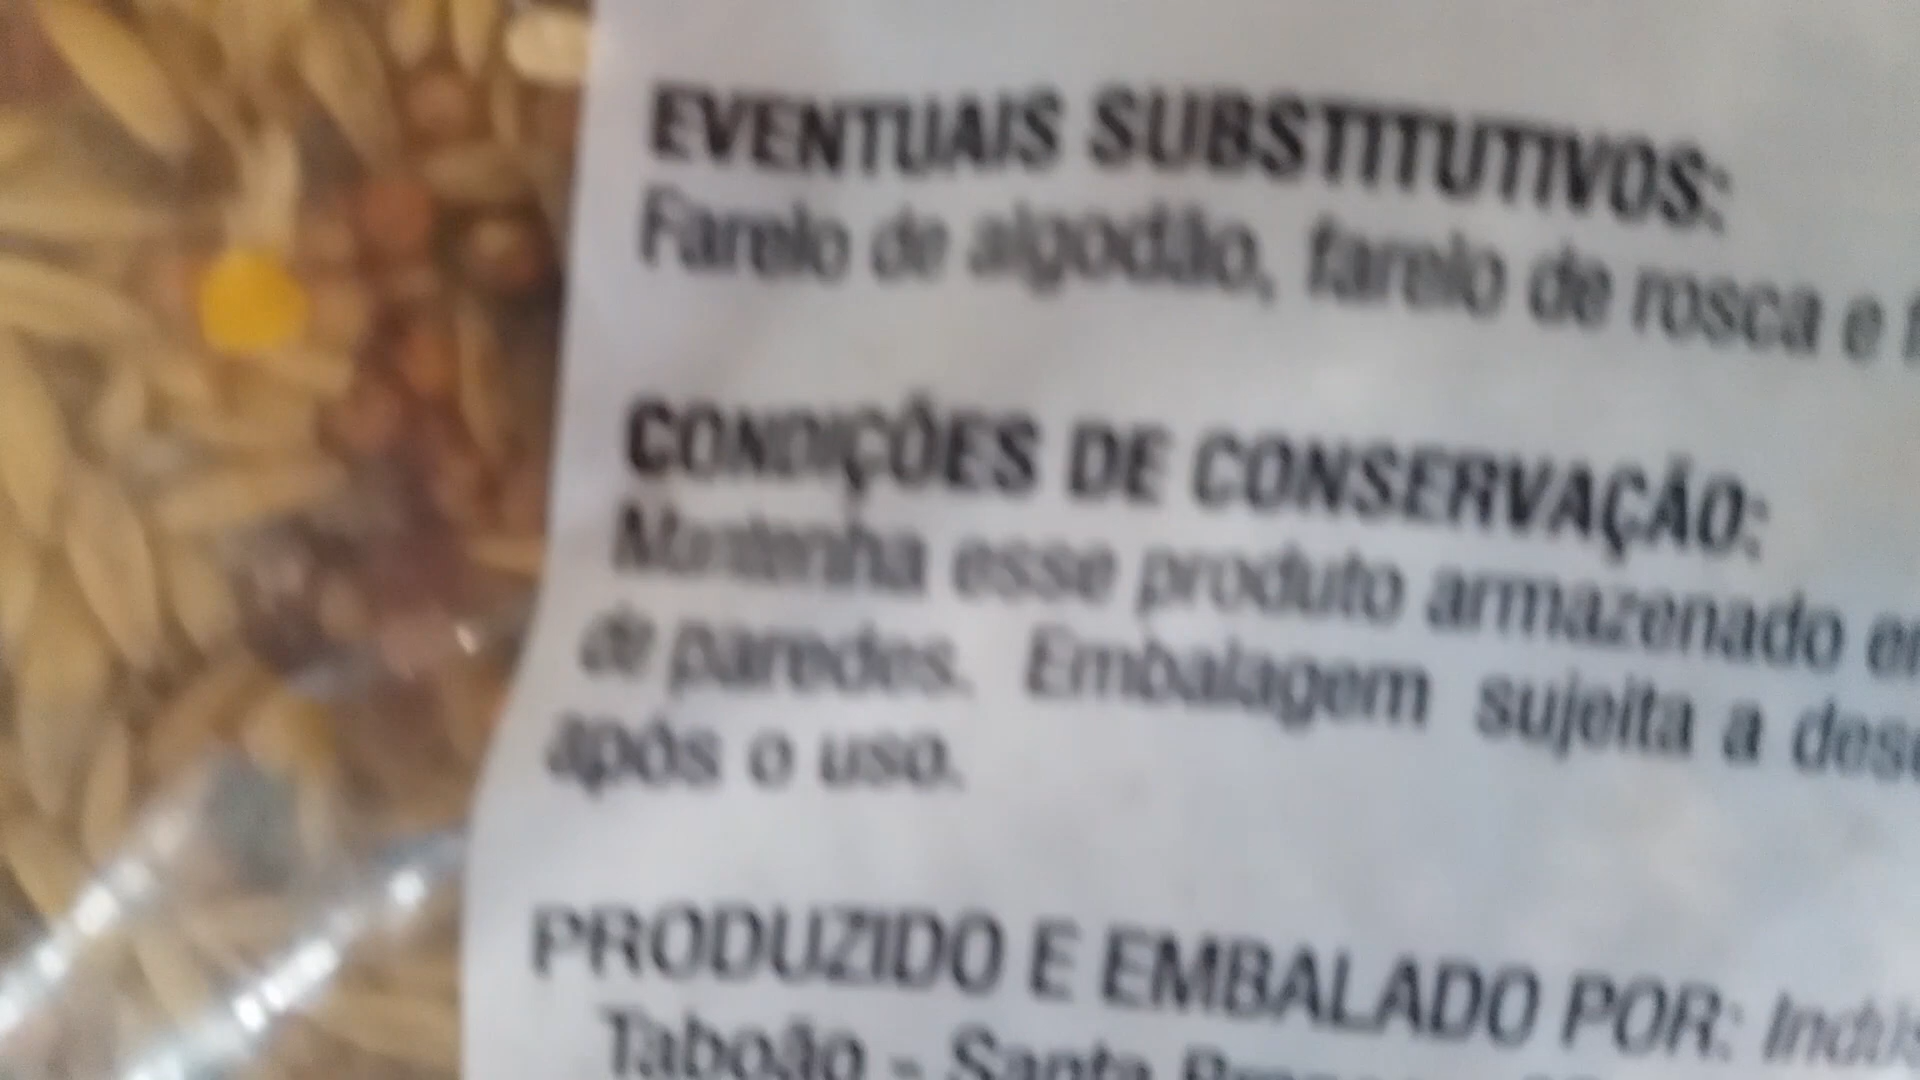 EVENTUAIS SUBSTITUTIVOS:
Farelo de algodão, farelo de rosca e
CONDIÇÕES DE CONSERVAÇÃO:
Mantenha esse produto armazenado
de paredes. Embalagem sujeita a
após o uso.
PRODUZIDO E EMBALADO POR:
Taboão - Santa